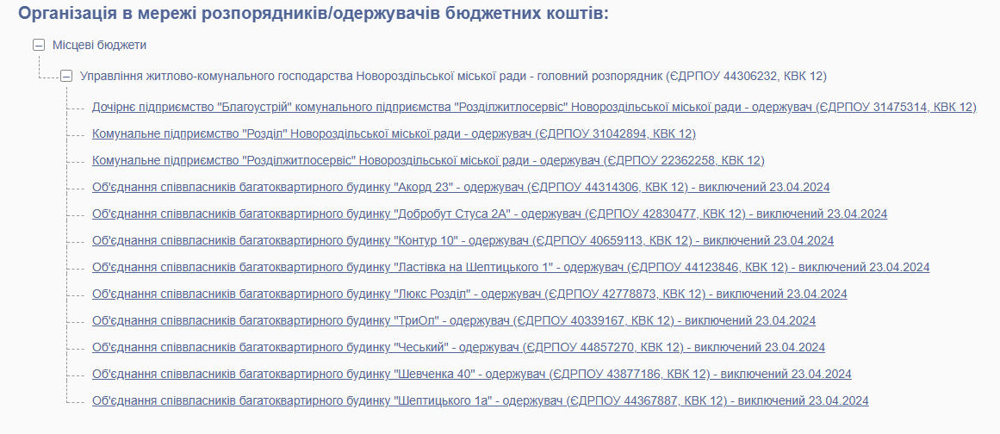 Організація в мережі розпорядників/одержувачів бюджетних коштів:
Місцеві бюджети
Управління житлово-комунального господарства Новороздільської міської ради - головний розпорядник (ЄДРПОУ 44306232, КВК 12)
Дочірнє підприємство "Благоустрій" комунального підприємства "Розділжитлосервіс" Новороздільської міської ради - одержувач (ЄДРПОУ 31475314, КВК 12)
Комунальне підприємство "Розділ" Новороздільської міської ради - одержувач (ЄДРПОУ 31042894, КВК 12)
Комунальне підприємство "Розділжитлосервіс" Новороздільської міської ради - одержувач (ЄДРПОУ 22362258, КВК 12)
Об'єднання співвласників багатоквартирного будинку "Акорд 23" - одержувач (ЄДРПОУ 44314306, КВК 12) - виключений 23.04.2024
Об'єднання співвласників багатоквартирного будинку "Добробут Стуса 2А" - одержувач (ЄДРПОУ 42830477, КВК 12) - виключений 23.04.2024
Об'єднання співвласників багатоквартирного будинку "Контур 10" - одержувач (ЄДРПОУ 40659113, КВК 12) - виключений 23.04.2024
Об'єднання співвласників багатоквартирного будинку "Ластівка на Шептицького 1" - одержувач (ЄДРПОУ 44123846, КВК 12) - виключений 23.04.2024
Об'єднання співвласників багатоквартирного будинку "Люкс Розділ" - одержувач (ЄДРПОУ 42778873, КВК 12) - виключений 23.04.2024
Об'єднання співвласників багатоквартирного будинку "ТриОл" - одержувач (ЄДРПОУ 40339167, КВК 12) - виключений 23.04.2024
Об'єднання співвласників багатоквартирного будинку "Чеський" - одержувач (ЄДРПОУ 44857270, КВК 12) - виключений 23.04.2024
Об'єднання співвласників багатоквартирного будинку "Шевченка 40" - одержувач (ЄДРПОУ 43877186, КВК 12) - виключений 23.04.2024
Об'єднання співвласників багатоквартирного будинку "Шептицького 1а" - одержувач (ЄДРПОУ 44367887, КВК 12) - виключений 23.04.2024